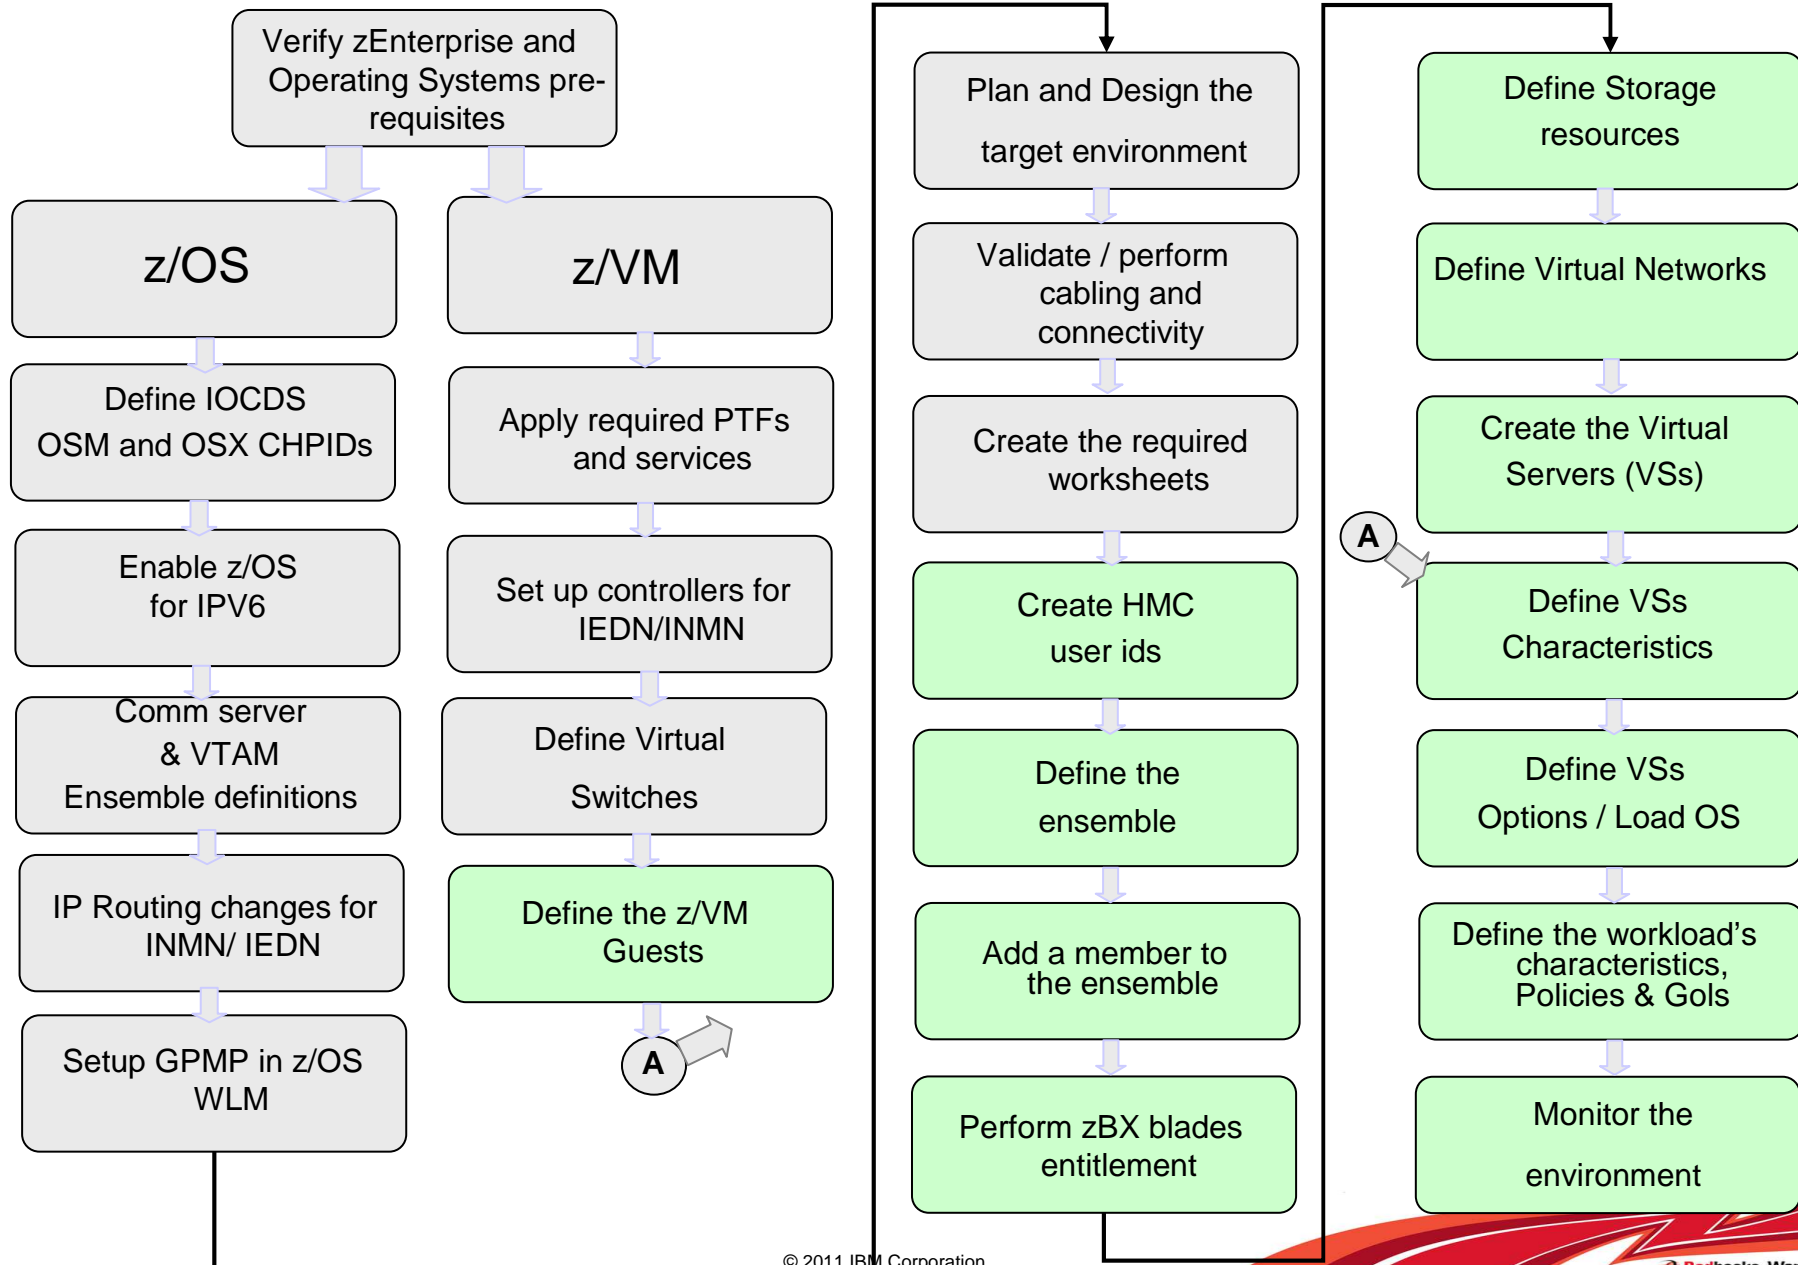 Verify zEnterprise and
Operating Systems pre-
requisites
z/OS
Define IOCDS
OSM and OSX CHPIDs
Enable z/OS
for IPV6
Comm server
& VTAM
Ensemble definitions
IP Routing changes for
INMN/ IEDN
Setup GPMP in z/OS
WLM
z/VM
Apply required PTFs
and services
Set up controllers for
IEDN/INMN
Define Virtual
Switches
Define the z/VM
Guests
A
Plan and Design the
target environment
Validate / perform
cabling and
connectivity
Create the required
worksheets
Create HMC
user ids
Define the
ensemble
Add a member to
the ensemble
Perform zBX blades
entitlement
Define Storage
resources
Define Virtual Networks
Create the Virtual
Servers (VSs)
A
Define VSs
Characteristics
Define VSs
Options / Load OS
Define the workload's
characteristics,
Policies & Gols
Monitor the
environment
© 2011 IBM Corporation